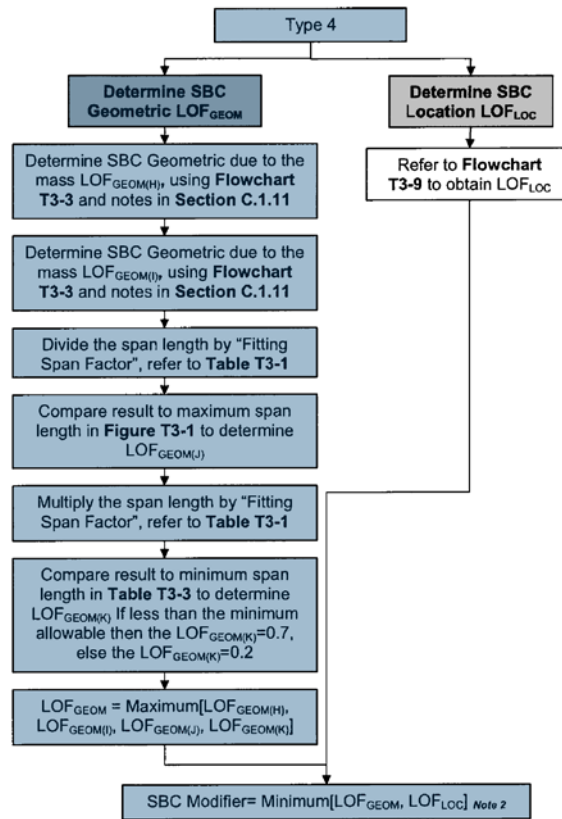 Type 4
Determine SBC
Geometric LOFGEOM
Determine SBC
Location LOFLOC
Determine SBC Geometric due to the
mass LOFGEOM(H), using Flowchart
T3-3 and notes in Section C.1.11
Refer to Flowchart
T3-9 to obtain LOFLOC
Determine SBC Geometric due to the
mass LOFGEOM(I), using Flowchart
T3-3 and notes in Section C.1.11
Divide the span length by “Fitting
Span Factor”, refer to Table T3-1
Compare result to maximum span
length in Figure T3-1 to determine
LOFGEOM(J)
Multiply the span length by “Fitting
Span Factor”, refer to Table T3-1
Compare result to minimum span
length in Table T3-3 to determine
LOFGEOM(K) If less than the minimum
allowable then the LOFGEOM(K)=0.7,
else the LOFGEOM(K)=0.2
LOFGEOM = Maximum[LOFGEOM(H),
LOFGEOM(I), LOFGEOM(J), LOFGEOM(K)]
SBC Modifier= Minimum[LOFGEOM, LOFLOC] Note 2